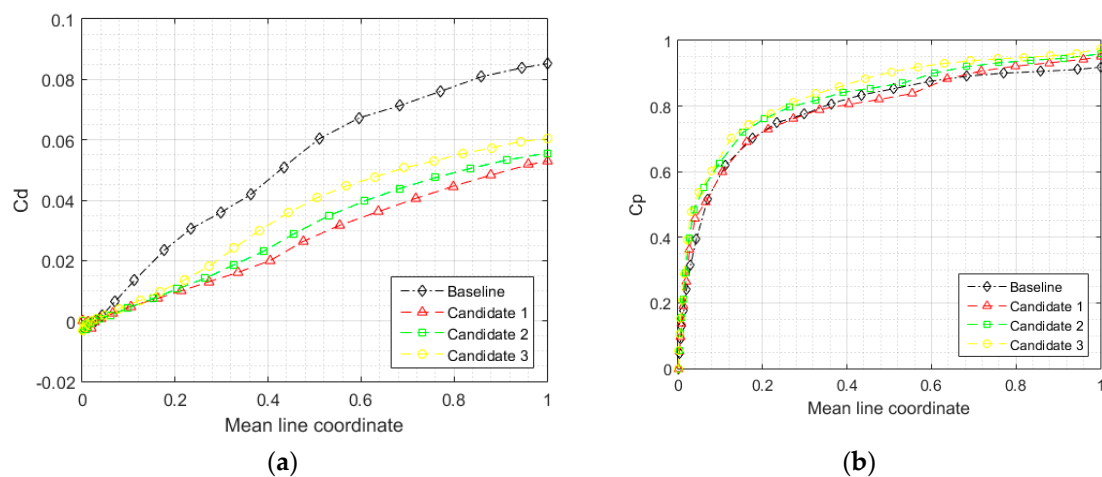 0.1
0.08
0.06
0.04
0.02
0
-0.02
Cd
0 0.2 0.4 0.6 0.8 1
Mean line coordinate
Baseline
Candidate 1
Candidate 2
Candidate 3
(a)
1
0.8
0.6
0.4
0.2
0
Cp
0 0.2 0.4 0.6 0.8 1
Mean line coordinate
Baseline
Candidate 1
Candidate 2
Candidate 3
(b)